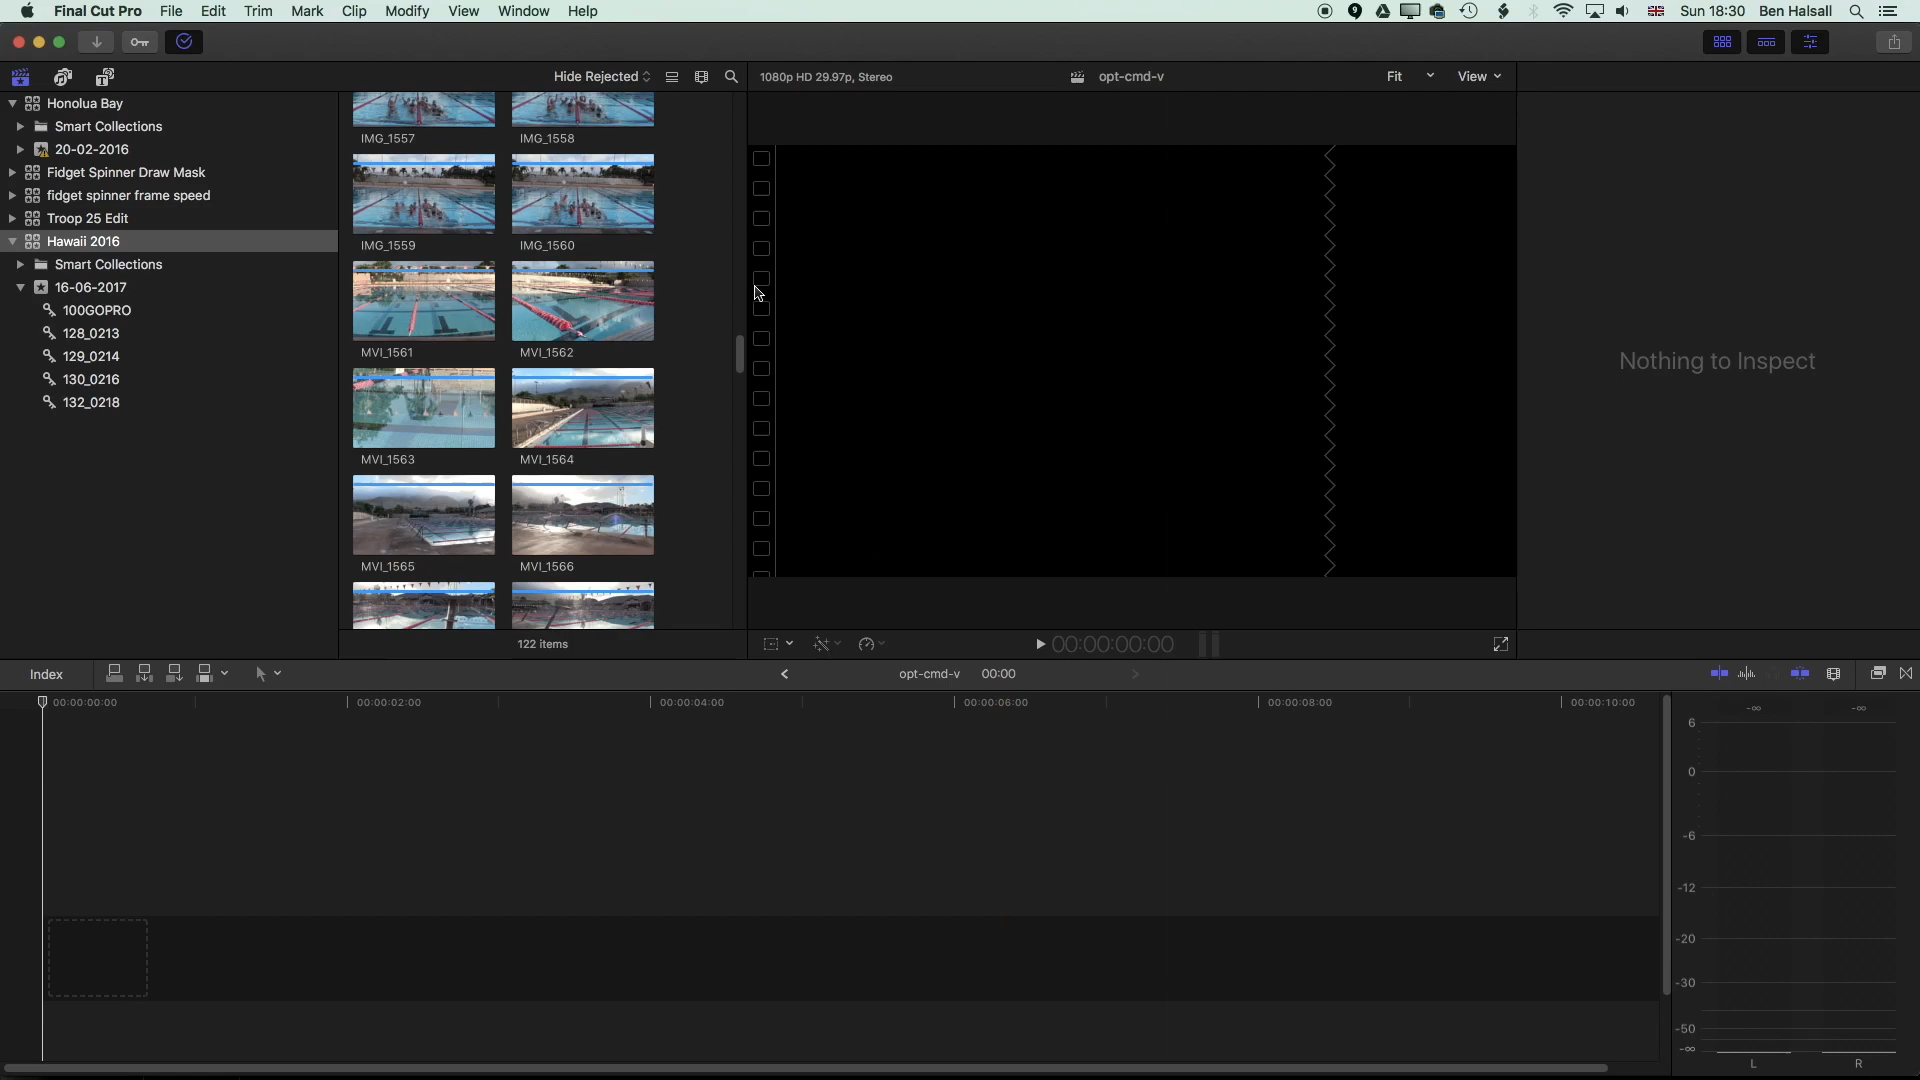 Final Cut Pro File Edit Trim Mark Clip Modify View Window Help 9 Sun 18:30 Ben Halsall
Hide Rejected 1080p HD 29.97p, Stereo opt-cmd-v Fit View
Honolua Bay
Smart Collections
20-02-2016
Fidget Spinner Draw Mask
fidget spinner frame speed
Troop 25 Edit
Hawaii 2016
Smart Collections
16-06-2017
100GOPRO
128_0213
129_0214
130_0216
132_0218
IMG_1557 IMG_1558
IMG_1559 IMG_1560
MVI_1561 MVI_1562
MVI_1563 MVI_1564
MVI_1565 MVI_1566
122 items
Nothing to Inspect
00:00:00:00
Index opt-cmd-v 00:00
00:00:00:00 00:00:02:00 00:00:04:00 00:00:06:00 00:00:08:00 00:00:10:00
-∞ -∞
6
0
-6
-12
-20
-30
-50
-∞
L R